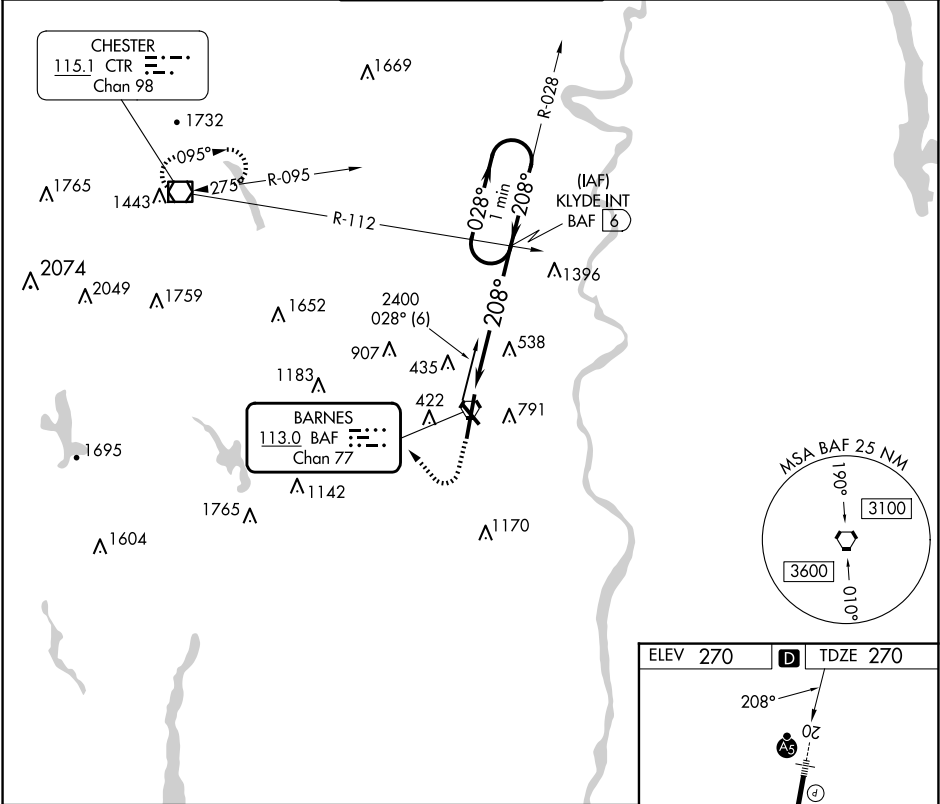 CHESTER
115.1 CTR
Chan 98
1669
1732
095°
275°
R-095
R-028
1765
1443
R-112
028°
1 min
208°
(IAF)
KLYDE INT
BAF 6
1396
2074
2049
1759
1652
2400
028° (6)
208°
907
435
538
1183
422
791
BARNES
113.0 BAF
Chan 77
1695
1142
1765
1170
1604
MSA BAF 25 NM
190°
3100
3600
010°
ELEV 270 D TDZE 270
208°
20
A5
P